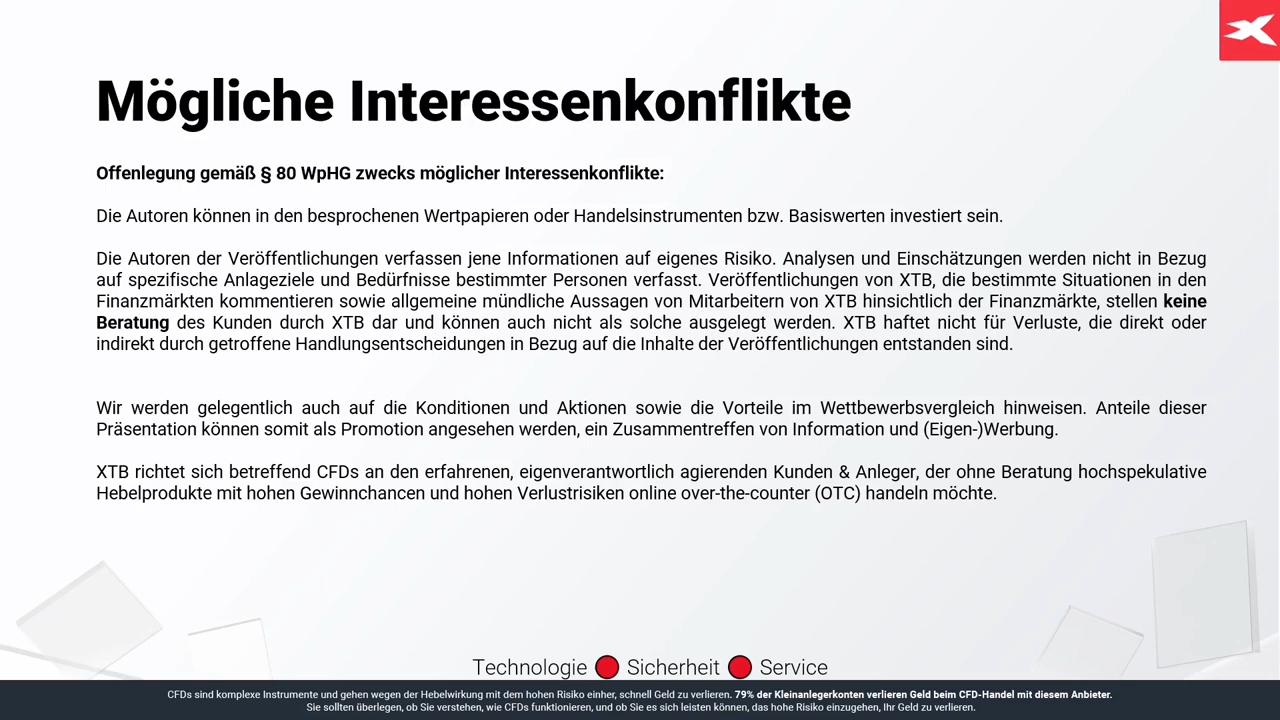 Mögliche Interessenkonflikte
Offenlegung gemäß § 80 WpHG zwecks möglicher Interessenkonflikte:
Die Autoren können in den besprochenen Wertpapieren oder Handelsinstrumenten bzw. Basiswerten investiert sein.
Die Autoren der Veröffentlichungen verfassen jene Informationen auf eigenes Risiko. Analysen und Einschätzungen werden nicht in Bezug
auf spezifische Anlageziele und Bedürfnisse bestimmter Personen verfasst. Veröffentlichungen von XTB, die bestimmte Situationen in den
Finanzmärkten kommentieren sowie allgemeine mündliche Aussagen von Mitarbeitern von XTB hinsichtlich der Finanzmärkte, stellen keine
Beratung des Kunden durch XTB dar und können auch nicht als solche ausgelegt werden. XTB haftet nicht für Verluste, die direkt oder
indirekt durch getroffene Handlungsentscheidungen in Bezug auf die Inhalte der Veröffentlichungen entstanden sind.
Wir werden gelegentlich auch auf die Konditionen und Aktionen sowie die Vorteile im Wettbewerbsvergleich hinweisen. Anteile dieser
Präsentation können somit als Promotion angesehen werden, ein Zusammentreffen von Information und (Eigen-)Werbung.
XTB richtet sich betreffend CFDs an den erfahrenen, eigenverantwortlich agierenden Kunden & Anleger, der ohne Beratung hochspekulative
Hebelprodukte mit hohen Gewinnchancen und hohen Verlustrisiken online over-the-counter (OTC) handeln möchte.
Technologie Sicherheit Service
CFDs sind komplexe Instrumente und gehen wegen der Hebelwirkung mit dem hohen Risiko einher, schnell Geld zu verlieren. 79% der Kleinanlegerkonten verlieren Geld beim CFD-Handel mit diesem Anbieter.
Sie sollten überlegen, ob Sie verstehen, wie CFDs funktionieren, und ob Sie es sich leisten können, das hohe Risiko einzugehen, Ihr Geld zu verlieren.